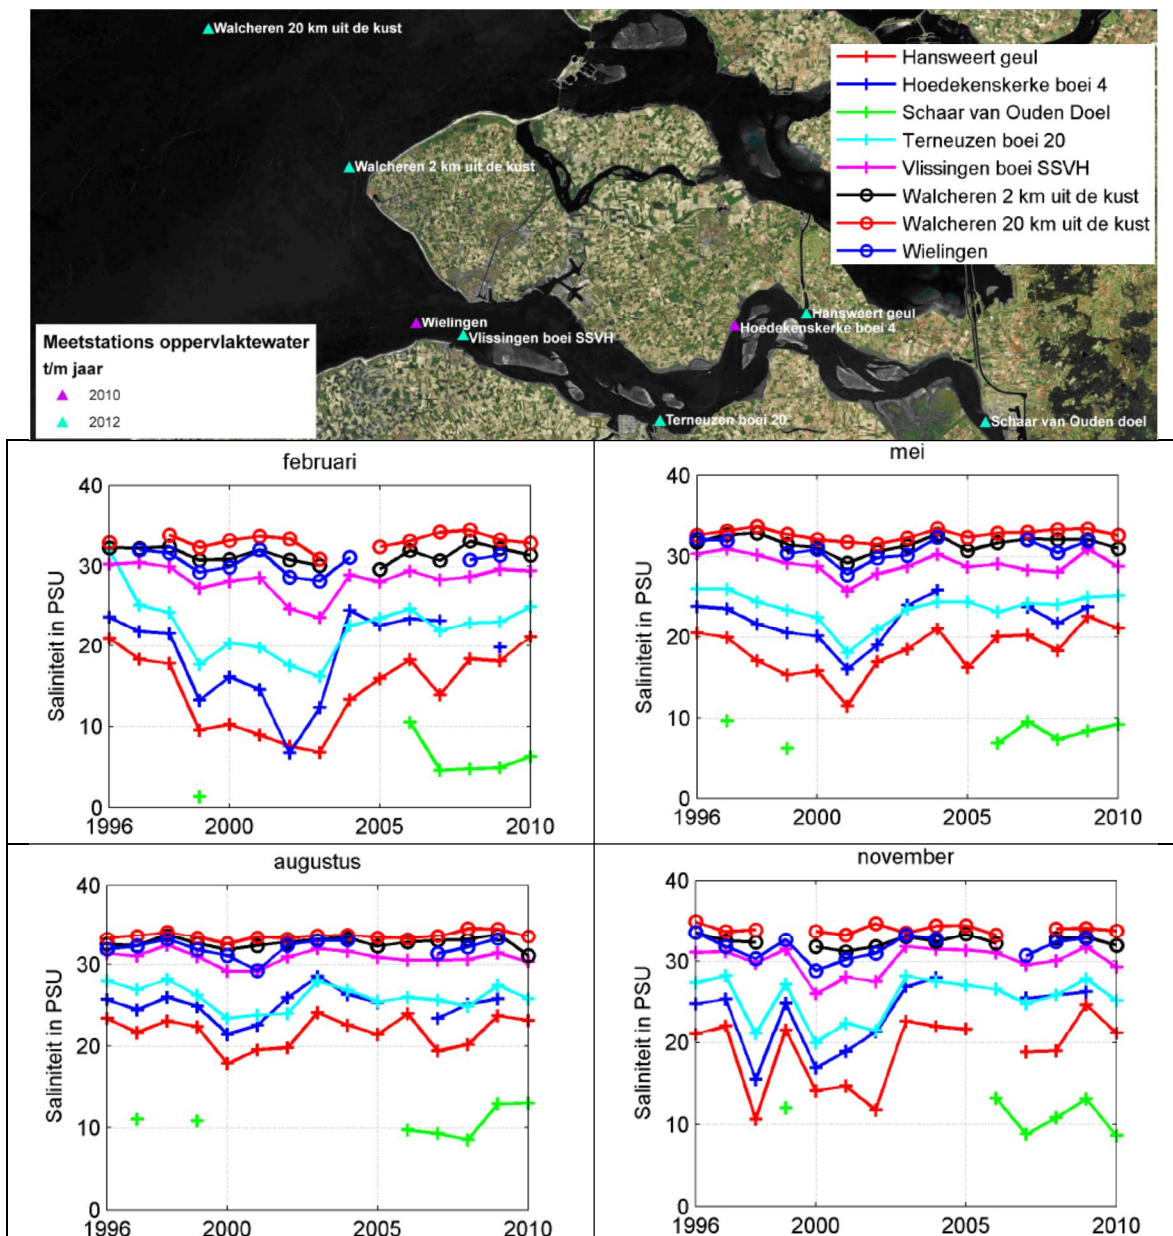 Walcheren 20 km uit de kust
Walcheren 2 km uit de kust
Wielingen
Vlissingen boei SSVH
Hoedekenskerke boei 4
Hansweert geul
Terneuzen boei 20
Schaar van Ouden doel
Hansweert geul
Hoedekenskerke boei 4
Schaar van Ouden Doel
Terneuzen boei 20
Vlissingen boei SSVH
Walcheren 2 km uit de kust
Walcheren 20 km uit de kust
Wielingen
Meetstations oppervlaktewater
t/m jaar
2010
2012
februari
Saliniteit in PSU
40
30
20
10
0
1996 2000 2005 2010
mei
Saliniteit in PSU
40
30
20
10
0
1996 2000 2005 2010
augustus
Saliniteit in PSU
40
30
20
10
0
1996 2000 2005 2010
november
Saliniteit in PSU
40
30
20
10
0
1996 2000 2005 2010